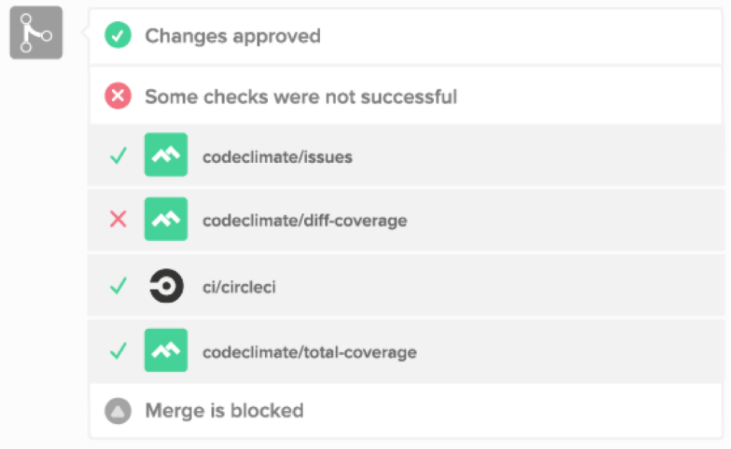 Changes approved
Some checks were not successful
codeclimate/issues
codeclimate/diff-coverage
ci/circleci
codeclimate/total-coverage
Merge is blocked